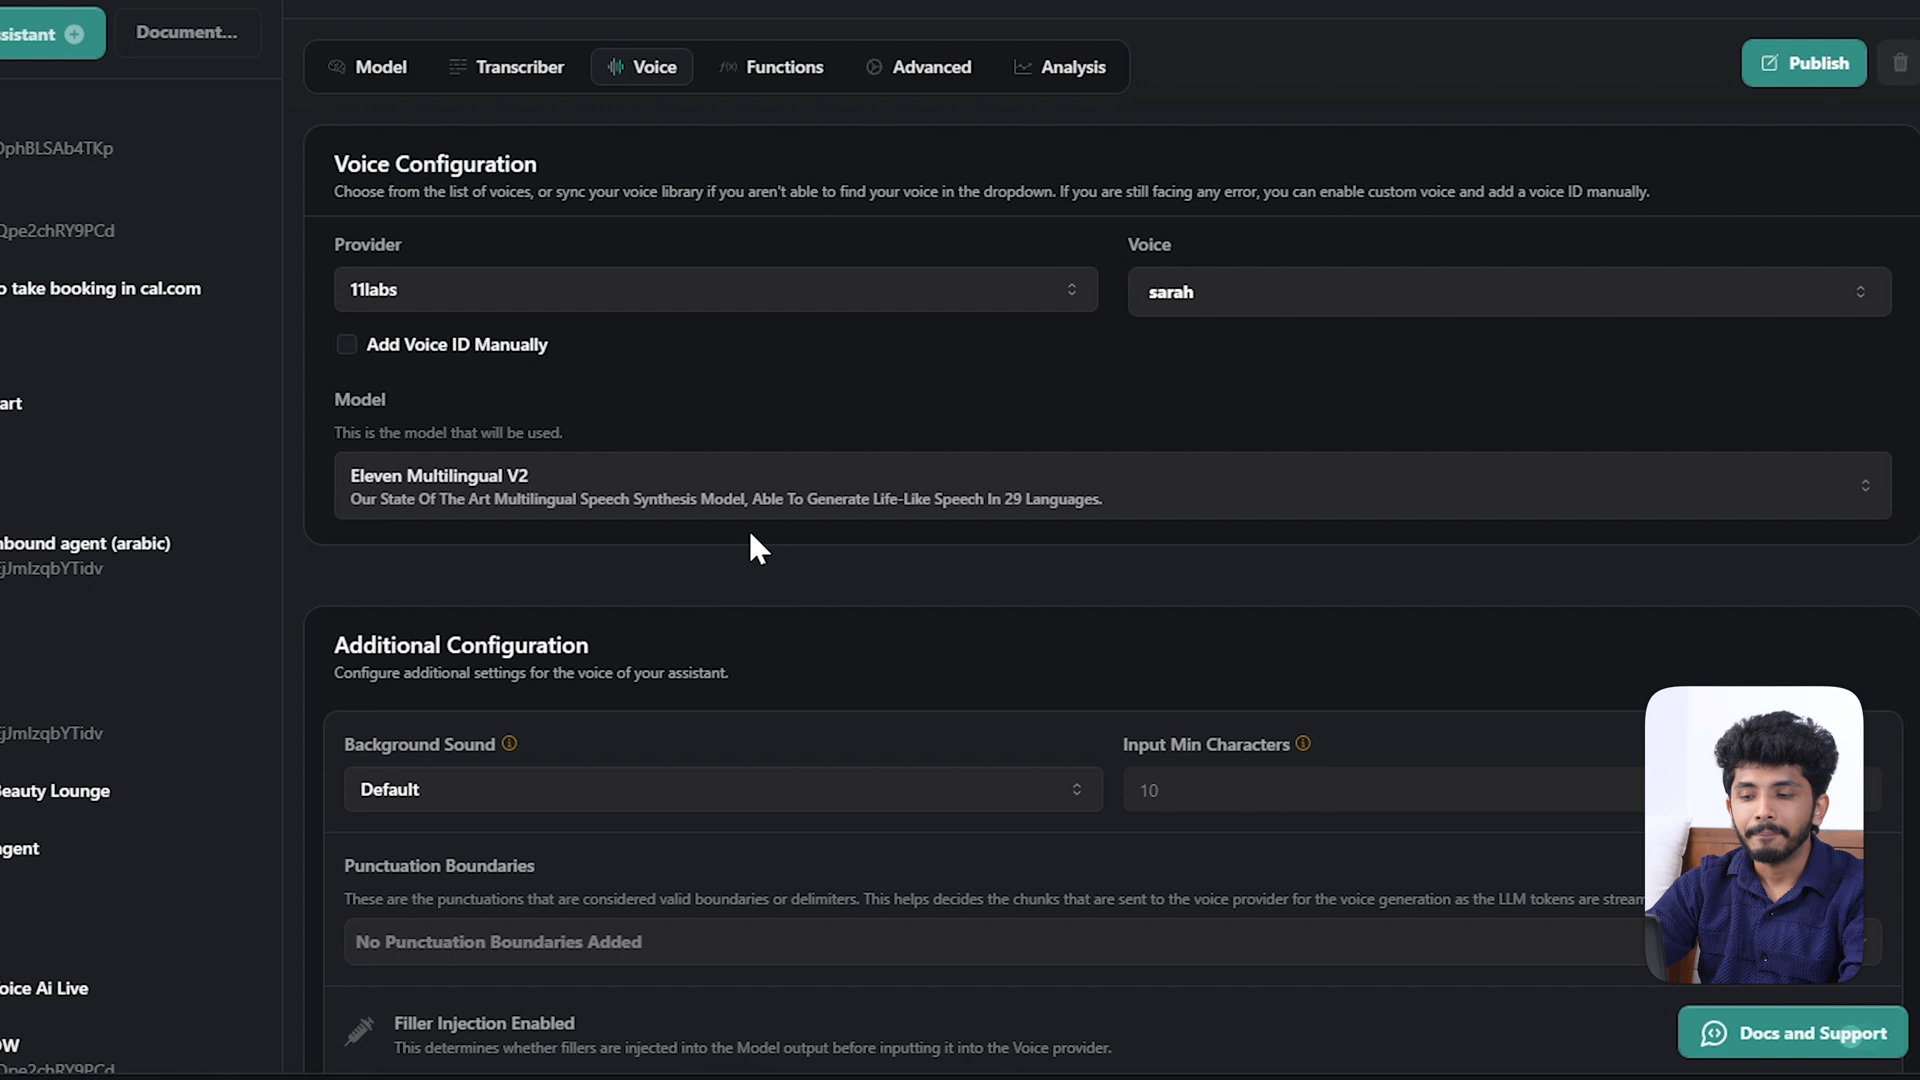 sistant
Document...
Model
Transcriber
Voice
Functions
Advanced
Analysis
Publish
OphBLSAb4TKp
Qpe2chRY9PCd
o take booking in cal.com
art
nbound agent (arabic)
EjJmIzqbYTidv
EjJmIzqbYTidv
Beauty Lounge
agent
oice Ai Live
OW
Qpe2chRY9PCd
Voice Configuration
Choose from the list of voices, or sync your voice library if you aren't able to find your voice in the dropdown. If you are still facing any error, you can enable custom voice and add a voice ID manually.
Provider
11labs
Voice
sarah
Add Voice ID Manually
Model
This is the model that will be used.
Eleven Multilingual V2
Our State Of The Art Multilingual Speech Synthesis Model, Able To Generate Life-Like Speech In 29 Languages.
Additional Configuration
Configure additional settings for the voice of your assistant.
Background Sound
Default
Input Min Characters
10
Punctuation Boundaries
These are the punctuations that are considered valid boundaries or delimiters. This helps decides the chunks that are sent to the voice provider for the voice generation as the LLM tokens are stream
No Punctuation Boundaries Added
Filler Injection Enabled
This determines whether fillers are injected into the Model output before inputting it into the Voice provider.
Docs and Support